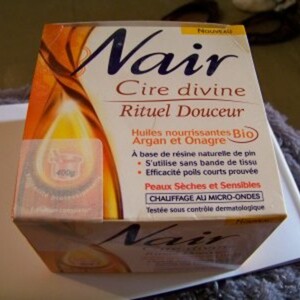 NOUVEAU
Nair
Cire divine
Rituel Douceur
Huiles nourrissantes Bio
Argan et Onagre
400g
À base de résine naturelle de pin
• S'utilise sans bande de tissu
• Efficacité poils courts prouvée
Peaux Sèches et Sensibles
CHAUFFAGE AU MICRO-ONDES
Testée sous contrôle dermatologique
Nair